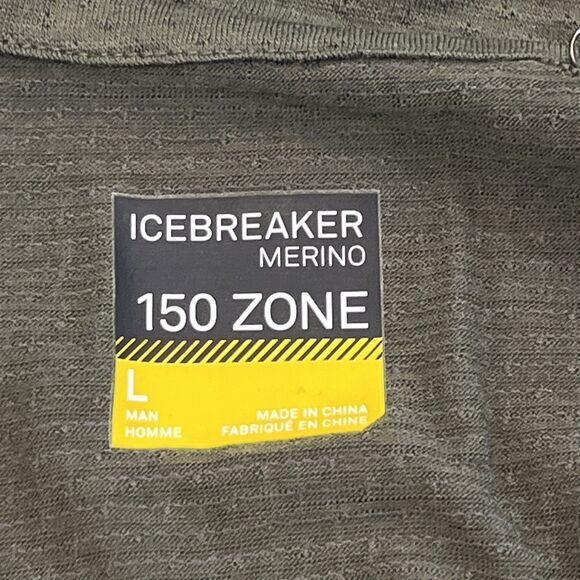 ICEBREAKER
MERINO
150 ZONE
L
MAN
HOMME
MADE IN CHINA
FABRIQUÉ EN CHINE